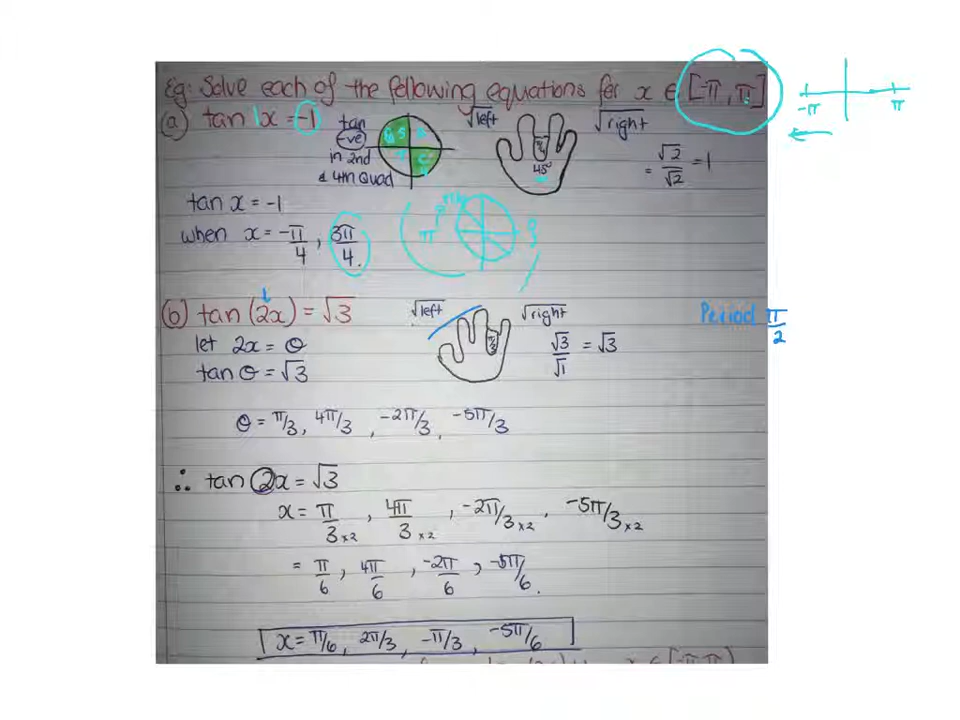 Eg: Solve each of the following equations for x ∈ [-π, π]
-π π
(a) tan 1x = -1
tan
-ve
in 2nd
& 4th Quad
√left
45°
√right
= √2/√2 = 1
tan x = -1
when x = -π/4, 3π/4.
π
(b) tan (2x) = √3
√left
√right
Period π/2
let 2x = θ
√3/√1 = √3
tan θ = √3
θ = π/3, 4π/3, -2π/3, -5π/3
∴ tan 2x = √3
x = π/3×2, 4π/3×2, -2π/3×2, -5π/3×2
= π/6, 4π/6, -2π/6, -5π/6.
x = π/6, 2π/3, -π/3, -5π/6